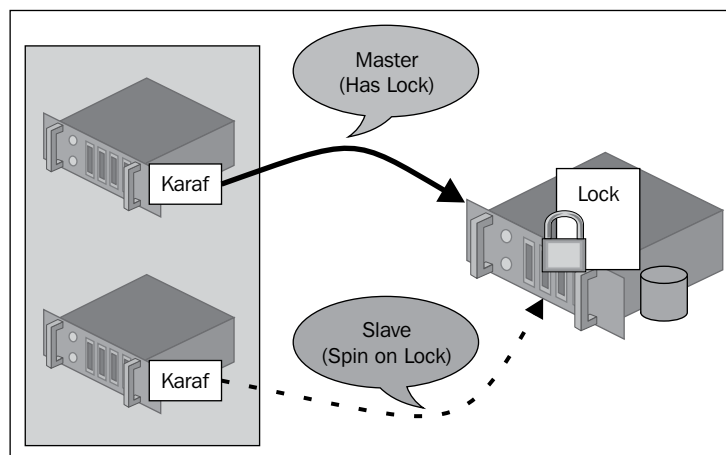 Master
(Has Lock)
Karaf
Lock
Slave
(Spin on Lock)
Karaf